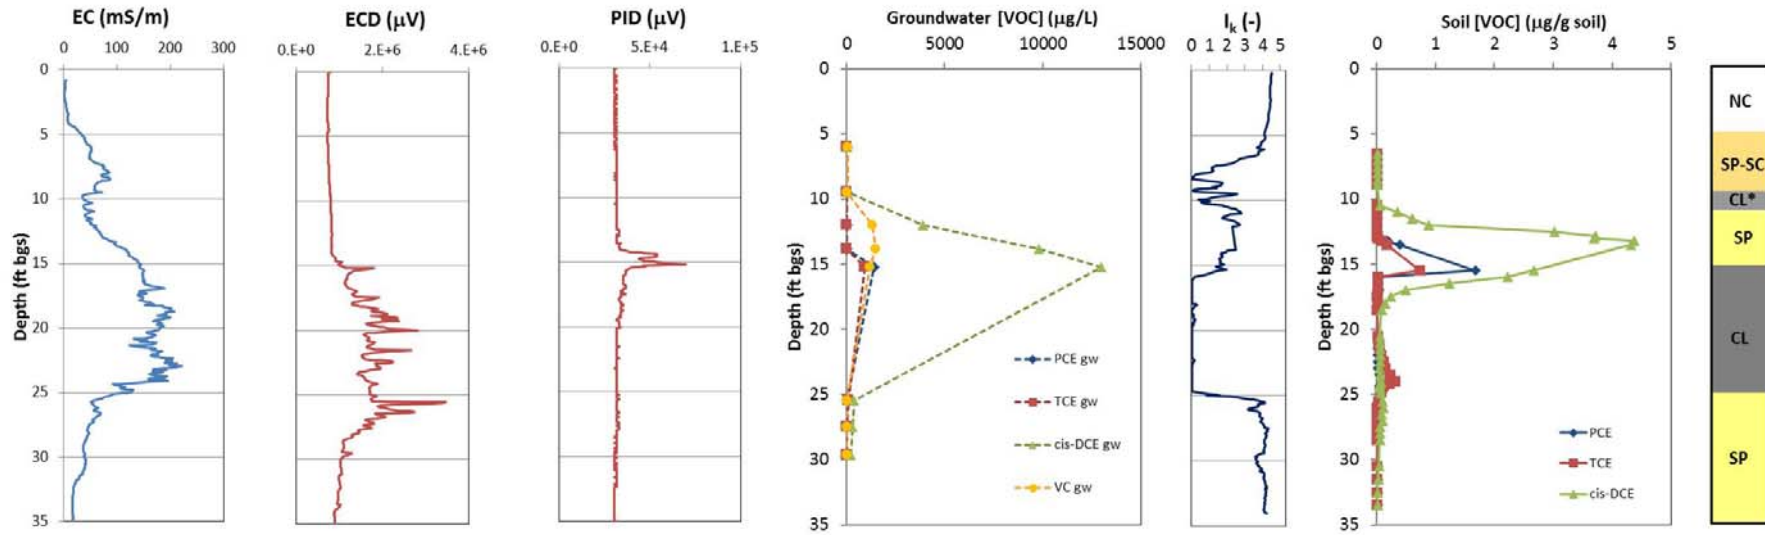 EC (mS/m)
0 100 200 300
Depth (ft bgs)
0
5
10
15
20
25
30
35
ECD (μV)
0.E+0 2.E+6 4.E+6
PID (μV)
0.E+0 5.E+4 1.E+5
Groundwater [VOC] (μg/L)
0 5000 10000 15000
Depth (ft bgs)
0
5
10
15
20
25
30
35
PCE gw
TCE gw
cis-DCE gw
VC gw
Ik (-)
0 1 2 3 4 5
Soil [VOC] (μg/g soil)
0 1 2 3 4 5
Depth (ft bgs)
0
5
10
15
20
25
30
35
PCE
TCE
cis-DCE
NC
SP-SC
CL*
SP
CL
SP